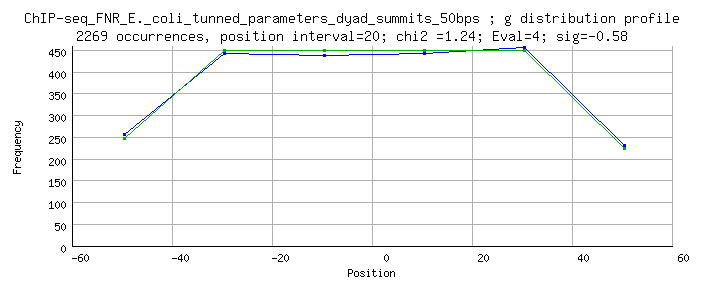 ChIP-seq_FNR_E._coli_tunned_parameters_dyad_summits_50bps ; g distribution profile
2269 occurrences, position interval=20; chi2 =1.24; Eval=4; sig=-0.58
450
400
350
300
250
200
150
100
50
0
Frequency
-60 -40 -20 0 20 40 60
Position